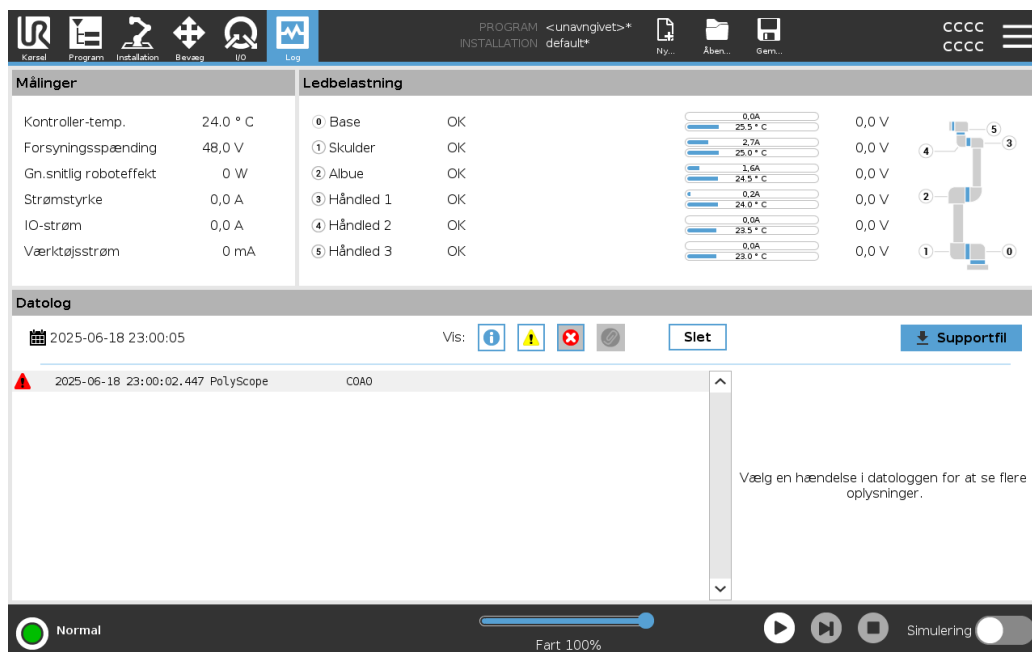 PROGRAM <unavngivet>*
INSTALLATION default*
CCCC
CCCC
UR
Kørsel Program Installation Bevæg I/O Log
Ny... Åben... Gem...
Målinger
Kontroller-temp. 24.0 ° C
Forsyningsspænding 48,0 V
Gn.snitlig roboteffekt 0 W
Strømstyrke 0,0 A
IO-strøm 0,0 A
Værktøjsstrøm 0 mA
Ledbelastning
0 Base OK 0,0A 25.5 ° C 0,0 V
1 Skulder OK 2,7A 25.0 ° C 0,0 V
2 Albue OK 1,6A 24.5 ° C 0,0 V
3 Håndled 1 OK 0,2A 24.0 ° C 0,0 V
4 Håndled 2 OK 0,0A 23.5 ° C 0,0 V
5 Håndled 3 OK 0,0A 23.0 ° C 0,0 V
5
3
4
2
1 0
Datolog
2025-06-18 23:00:05 Vis: Slet Supportfil
2025-06-18 23:00:02.447 PolyScope C0A0
Vælg en hændelse i datologgen for at se flere
oplysninger.
Normal
Fart 100%
Simulering